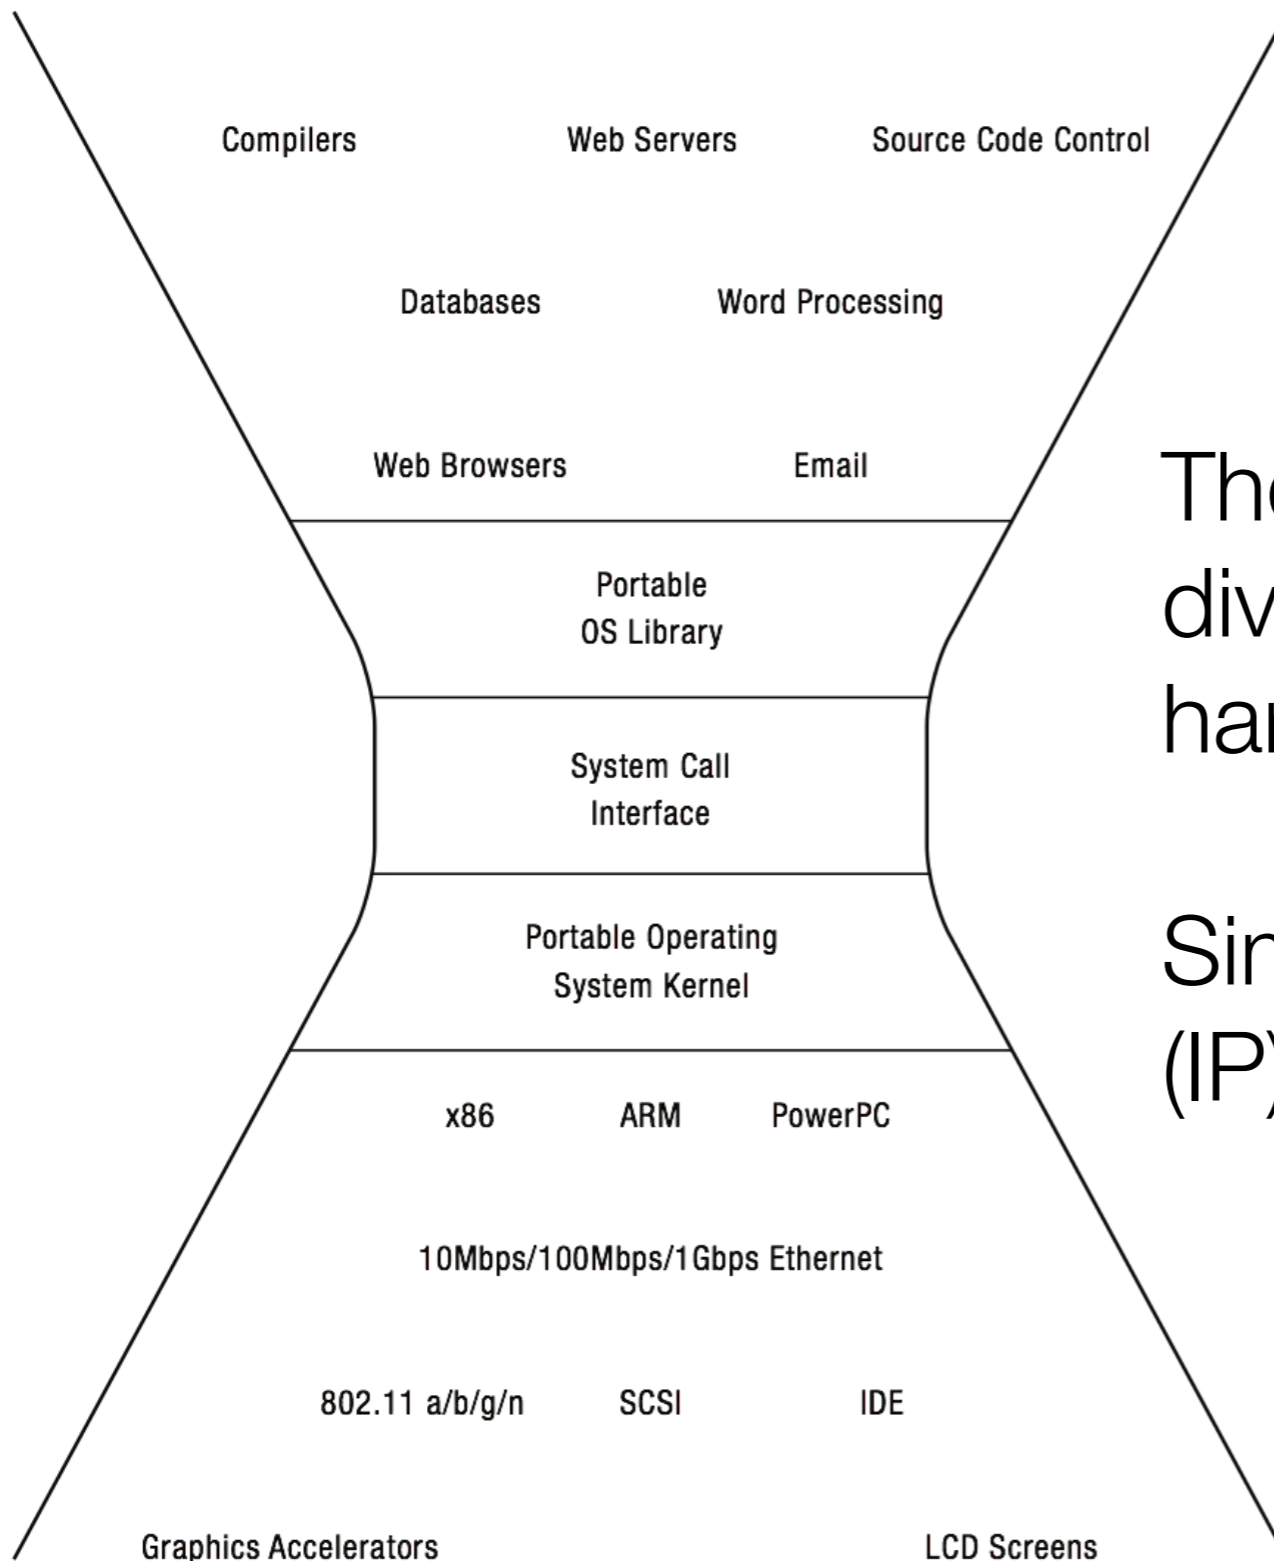 Compilers Web Servers Source Code Control
Databases Word Processing
Web Browsers Email
Portable
OS Library
System Call
Interface
Portable Operating
System Kernel
x86 ARM PowerPC
10Mbps/100Mbps/1Gbps Ethernet
802.11 a/b/g/n SCSI IDE
Graphics Accelerators LCD Screens
(IP)